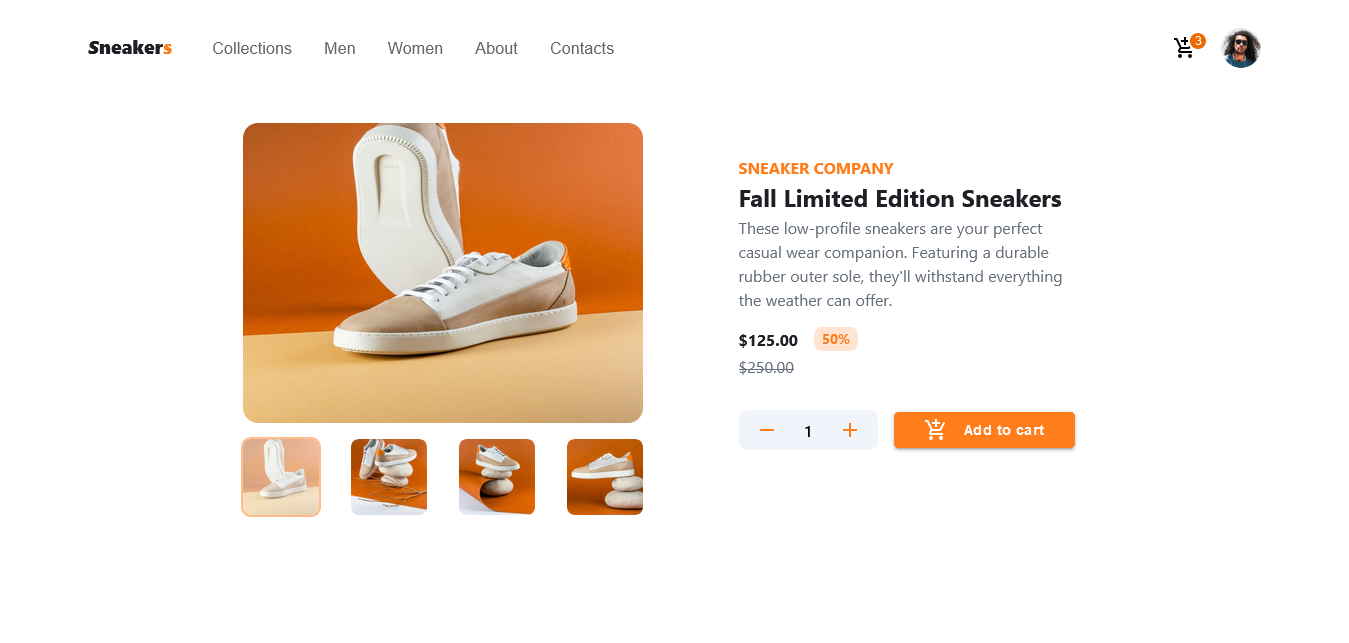 Sneakers
Collections
Men
Women
About
Contacts
3
SNEAKER COMPANY
Fall Limited Edition Sneakers
These low-profile sneakers are your perfect
casual wear companion. Featuring a durable
rubber outer sole, they'll withstand everything
the weather can offer.
$125.00 50%
$250.00
1
Add to cart